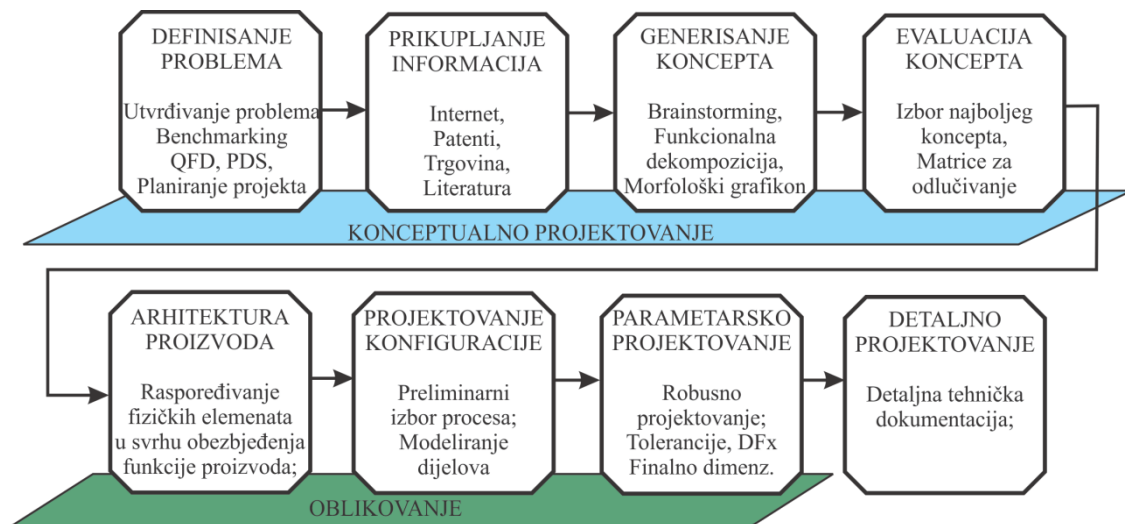 DEFINISANJE
PROBLEMA
Utvrđivanje problema
Benchmarking
QFD, PDS,
Planiranje projekta
PRIKUPLJANJE
INFORMACIJA
Internet,
Patenti,
Trgovina,
Literatura
GENERISANJE
KONCEPTA
Brainstorming,
Funkcionalna
dekompozicija,
Morfološki grafikon
EVALUACIJA
KONCEPTA
Izbor najboljeg
koncepta,
Matrice za
odlučivanje
KONCEPTUALNO PROJEKTOVANJE
ARHITEKTURA
PROIZVODA
Raspoređivanje
fizičkih elemenata
u svrhu obezbjeđenja
funkcije proizvoda;
PROJEKTOVANJE
KONFIGURACIJE
Preliminarni
izbor procesa;
Modeliranje
dijelova
PARAMETARSKO
PROJEKTOVANJE
Robusno
projektovanje;
Tolerancije, DFx
Finalno dimenz.
DETALJNO
PROJEKTOVANJE
Detaljna tehnička
dokumentacija;
OBLIKOVANJE